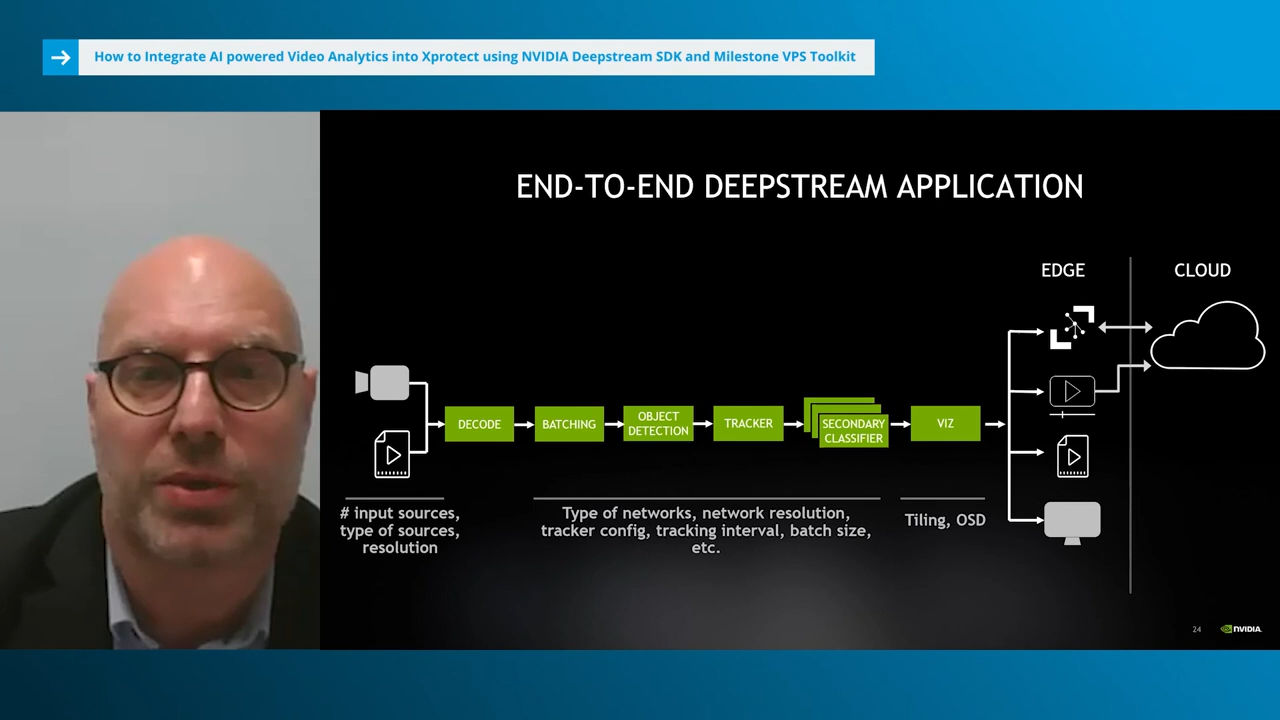 How to Integrate AI powered Video Analytics into Xprotect using NVIDIA Deepstream SDK and Milestone VPS Toolkit
END-TO-END DEEPSTREAM APPLICATION
EDGE
CLOUD
DECODE
BATCHING
OBJECT
DETECTION
TRACKER
SECONDARY
CLASSIFIER
VIZ
# input sources,
type of sources,
resolution
Type of networks, network resolution,
tracker config, tracking interval, batch size,
etc.
Tiling, OSD
24
NVIDIA.